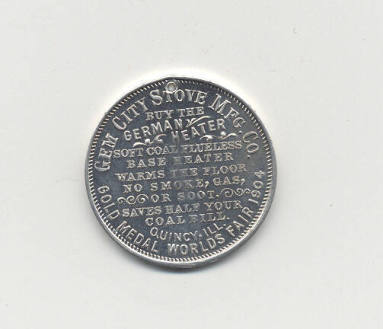 GEM CITY STOVE MFG. CO.
BUY THE
GERMAN
HEATER
SOFT COAL FLUELESS
BASE HEATER
WARMS THE FLOOR
NO SMOKE, GAS,
OR SOOT.
SAVES HALF YOUR
COAL BILL.
QUINCY, ILL.
GOLD MEDAL WORLDS FAIR 1904